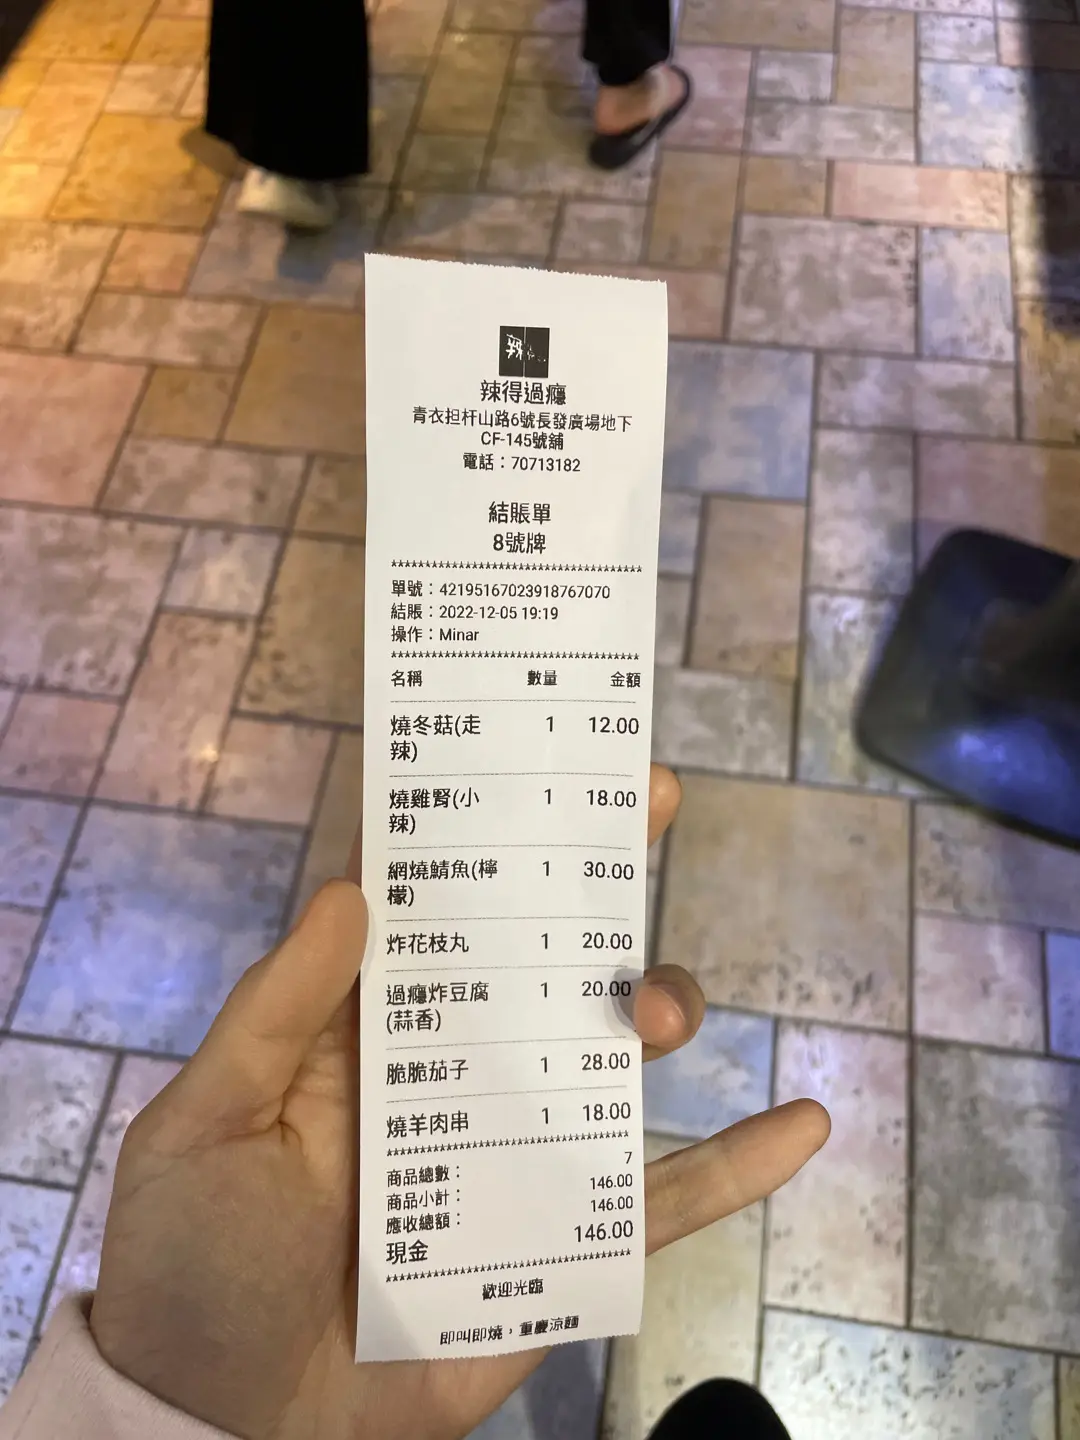 辣
辣得過癮
青衣担杆山路6號長發廣場地下
CF-145號舖
電話：70713182
結賬單
8號牌
**************************************
單號：42195167023918767070
結賬：2022-12-05 19:19
操作：Minar
**************************************
名稱 數量 金額
燒冬菇(走 1 12.00
辣)
燒雞腎(小 1 18.00
辣)
網燒鯖魚(檸 1 30.00
檬)
炸花枝丸 1 20.00
過癮炸豆腐 1 20.00
(蒜香)
脆脆茄子 1 28.00
燒羊肉串 1 18.00
**************************************
商品總數： 7
商品小計： 146.00
應收總額： 146.00
現金 146.00
**************************************
歡迎光臨
即叫即燒，重慶涼麵